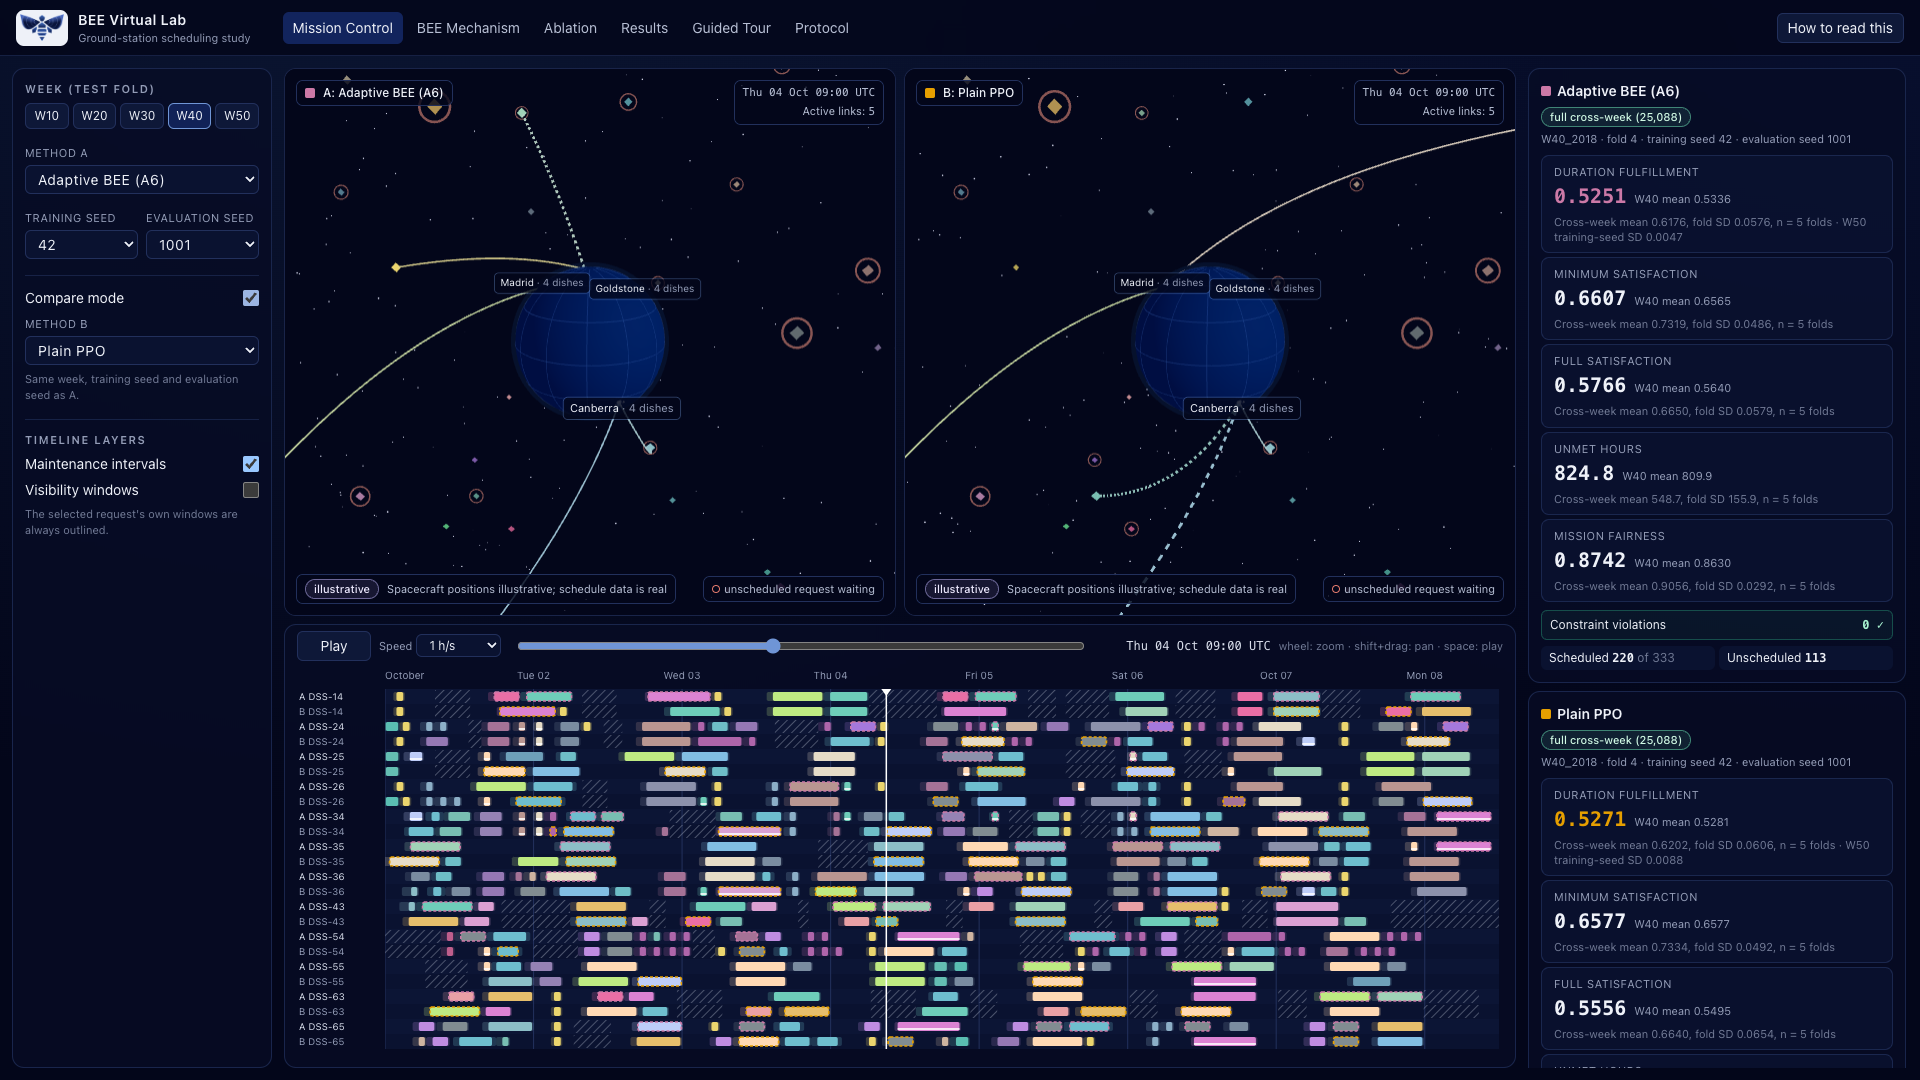 BEE Virtual Lab
Ground-station scheduling study
Mission Control
BEE Mechanism
Ablation
Results
Guided Tour
Protocol
How to read this
WEEK (TEST FOLD)
W10 W20 W30 W40 W50
METHOD A
Adaptive BEE (A6)
TRAINING SEED EVALUATION SEED
42 1001
Compare mode
METHOD B
Plain PPO
Same week, training seed and evaluation
seed as A.
TIMELINE LAYERS
Maintenance intervals
Visibility windows
The selected request's own windows are
always outlined.
A: Adaptive BEE (A6)
Thu 04 Oct 09:00 UTC
Active links: 5
Madrid · 4 dishes
Goldstone · 4 dishes
Canberra · 4 dishes
illustrative Spacecraft positions illustrative; schedule data is real
unscheduled request waiting
B: Plain PPO
Thu 04 Oct 09:00 UTC
Active links: 5
Madrid · 4 dishes
Goldstone · 4 dishes
Canberra · 4 dishes
illustrative Spacecraft positions illustrative; schedule data is real
unscheduled request waiting
Play Speed 1 h/s Thu 04 Oct 09:00 UTC wheel: zoom · shift+drag: pan · space: play
October Tue 02 Wed 03 Thu 04 Fri 05 Sat 06 Oct 07 Mon 08
A DSS-14
B DSS-14
A DSS-24
B DSS-24
A DSS-25
B DSS-25
A DSS-26
B DSS-26
A DSS-34
B DSS-34
A DSS-35
B DSS-35
A DSS-36
B DSS-36
A DSS-43
B DSS-43
A DSS-54
B DSS-54
A DSS-55
B DSS-55
A DSS-63
B DSS-63
A DSS-65
B DSS-65
Adaptive BEE (A6)
full cross-week (25,088)
W40_2018 · fold 4 · training seed 42 · evaluation seed 1001
DURATION FULFILLMENT
0.5251 W40 mean 0.5336
Cross-week mean 0.6176, fold SD 0.0576, n = 5 folds · W50
training-seed SD 0.0047
MINIMUM SATISFACTION
0.6607 W40 mean 0.6565
Cross-week mean 0.7319, fold SD 0.0486, n = 5 folds
FULL SATISFACTION
0.5766 W40 mean 0.5640
Cross-week mean 0.6650, fold SD 0.0579, n = 5 folds
UNMET HOURS
824.8 W40 mean 809.9
Cross-week mean 548.7, fold SD 155.9, n = 5 folds
MISSION FAIRNESS
0.8742 W40 mean 0.8630
Cross-week mean 0.9056, fold SD 0.0292, n = 5 folds
Constraint violations 0 ✓
Scheduled 220 of 333 Unscheduled 113
Plain PPO
full cross-week (25,088)
W40_2018 · fold 4 · training seed 42 · evaluation seed 1001
DURATION FULFILLMENT
0.5271 W40 mean 0.5281
Cross-week mean 0.6202, fold SD 0.0606, n = 5 folds · W50
training-seed SD 0.0088
MINIMUM SATISFACTION
0.6577 W40 mean 0.6577
Cross-week mean 0.7334, fold SD 0.0492, n = 5 folds
FULL SATISFACTION
0.5556 W40 mean 0.5495
Cross-week mean 0.6640, fold SD 0.0654, n = 5 folds